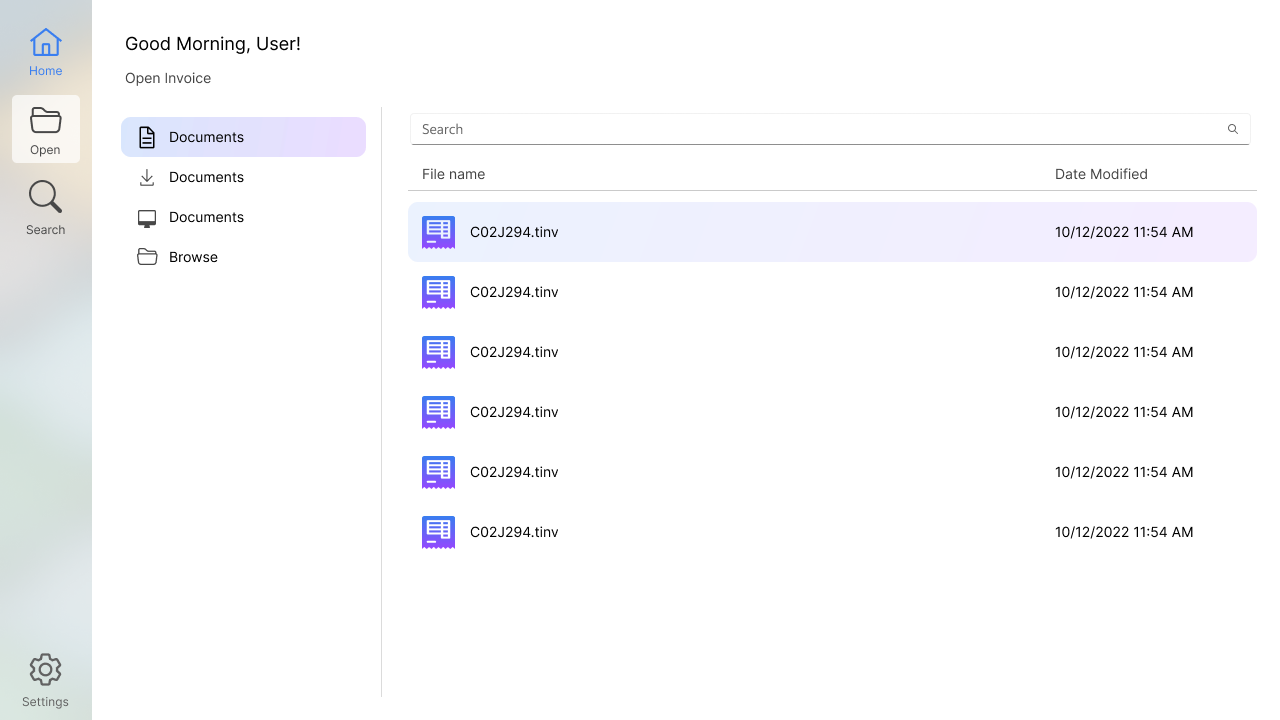 Home
Open
Search
Settings
Good Morning, User!
Open Invoice
Documents
Documents
Documents
Browse
Search
File name Date Modified
C02J294.tinv 10/12/2022 11:54 AM
C02J294.tinv 10/12/2022 11:54 AM
C02J294.tinv 10/12/2022 11:54 AM
C02J294.tinv 10/12/2022 11:54 AM
C02J294.tinv 10/12/2022 11:54 AM
C02J294.tinv 10/12/2022 11:54 AM